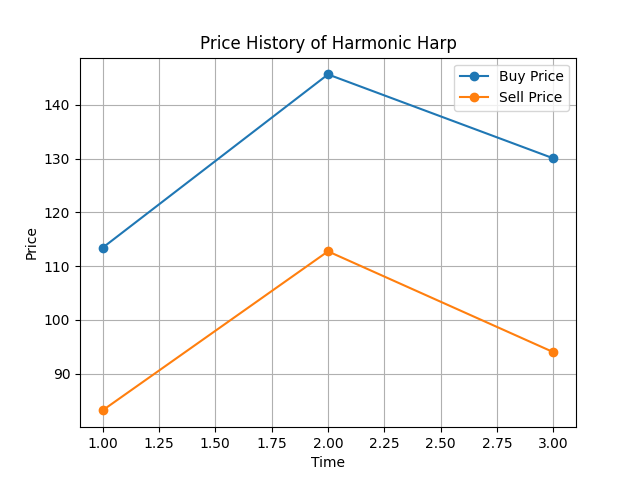 Price History of Harmonic Harp
Buy Price
Sell Price
140
130
120
110
100
90
Price
1.00 1.25 1.50 1.75 2.00 2.25 2.50 2.75 3.00
Time